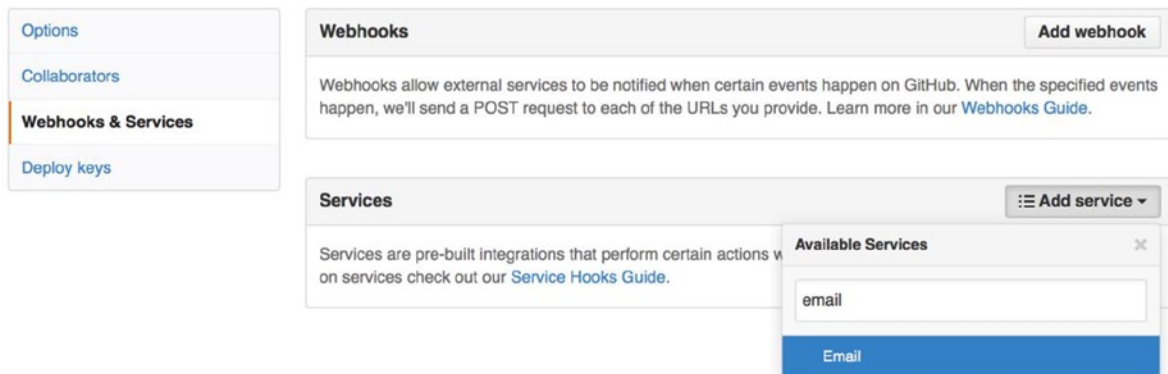 Options
Collaborators
Webhooks & Services
Deploy keys
Webhooks
Add webhook
Webhooks allow external services to be notified when certain events happen on GitHub. When the specified events
happen, we'll send a POST request to each of the URLs you provide. Learn more in our Webhooks Guide.
Services
Add service
Services are pre-built integrations that perform certain actions w
on services check out our Service Hooks Guide.
Available Services
email
Email